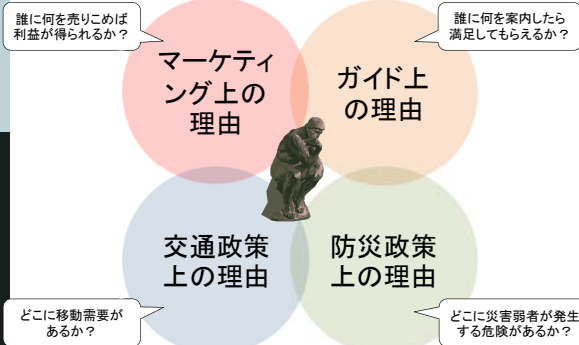 誰に何を売りこめば
利益が得られるか？
誰に何を案内したら
満足してもらえるか？
マーケティ
ング上の
理由
ガイド上
の理由
交通政策
上の理由
防災政策
上の理由
どこに移動需要が
あるか？
どこに災害弱者が発生
する危険があるか？